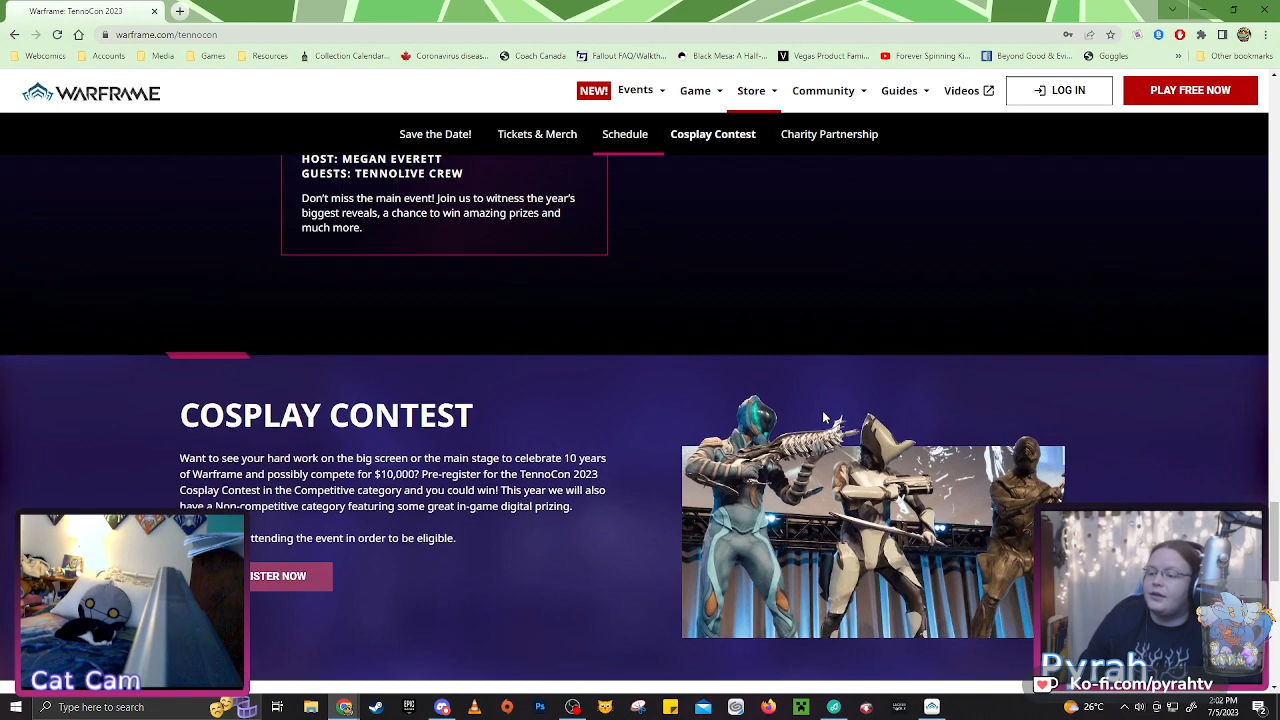 Warframe TennoCon 2023
warframe.com/tennocon
Webcomics
Accounts
Media
Games
Resources
Collection Calendar...
Coronavirus diseas...
Coach Canada
Fallout FAQ/Walkt...
Black Mesa: A Half-...
Vegas Product Fam...
Forever Spinning Ki...
Beyond Good & Evi...
Goggles
»
Other bookmarks
WARFRAME
NEW!
Events
Game
Store
Community
Guides
Videos
LOG IN
PLAY FREE NOW
Save the Date!
Tickets & Merch
Schedule
Cosplay Contest
Charity Partnership
HOST: MEGAN EVERETT
GUESTS: TENNOLIVE CREW
Don't miss the main event! Join us to witness the year's
biggest reveals, a chance to win amazing prizes and
much more.
COSPLAY CONTEST
Want to see your hard work on the big screen or the main stage to celebrate 10 years
of Warframe and possibly compete for $10,000? Pre-register for the TennoCon 2023
Cosplay Contest in the Competitive category and you could win! This year we will also
have a Non-competitive category featuring some great in-game digital prizing.
ttending the event in order to be eligible.
ISTER NOW
Cat Cam
Pyrah
Ko-fi.com/pyrahtv
Type here to search
26°C
2:02 PM
7/5/2023